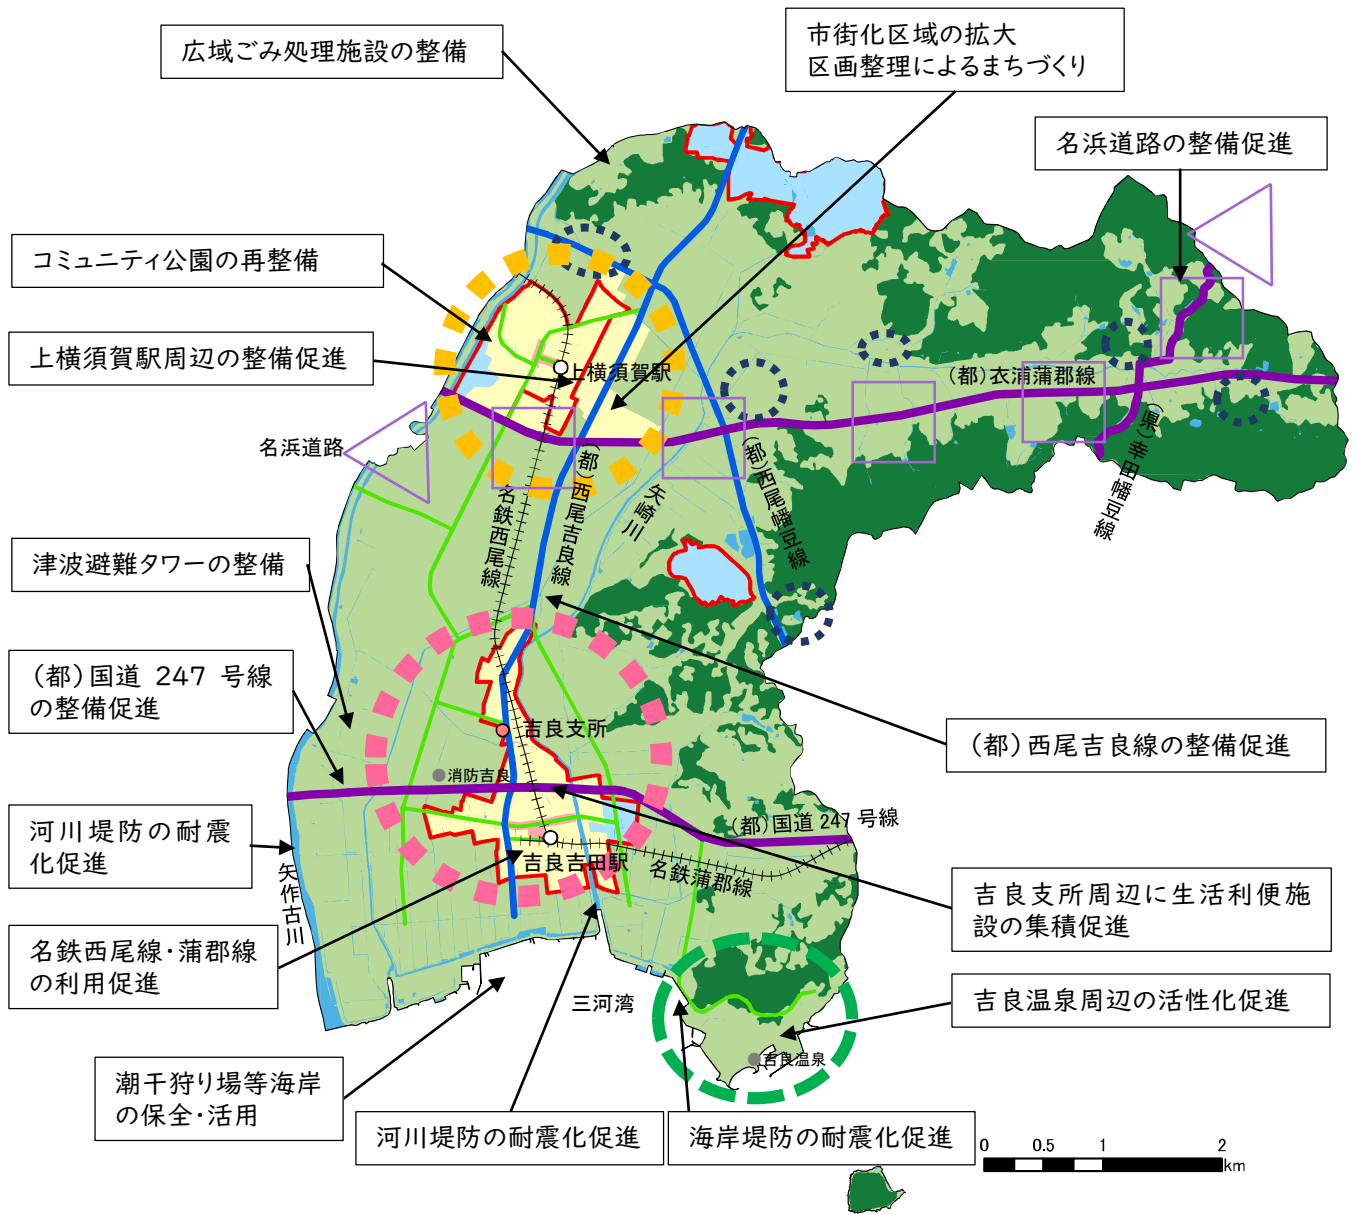 広域ごみ処理施設の整備
市街化区域の拡大
区画整理によるまちづくり
名浜道路の整備促進
コミュニティ公園の再整備
上横須賀駅周辺の整備促進
上横須賀駅
(都)衣浦蒲郡線
名浜道路
(県)幸田幡豆線
(都)西尾幡豆線
矢崎川
(都)西尾吉良線
名鉄西尾線
津波避難タワーの整備
(都)国道 247 号線
の整備促進
吉良支所
(都)西尾吉良線の整備促進
消防吉良
河川堤防の耐震
化促進
(都)国道 247 号線
吉良吉田駅
名鉄蒲郡線
矢作古川
吉良支所周辺に生活利便施
設の集積促進
名鉄西尾線・蒲郡線
の利用促進
三河湾
吉良温泉周辺の活性化促進
吉良温泉
潮干狩り場等海岸
の保全・活用
河川堤防の耐震化促進
海岸堤防の耐震化促進
0 0.5 1 2
km